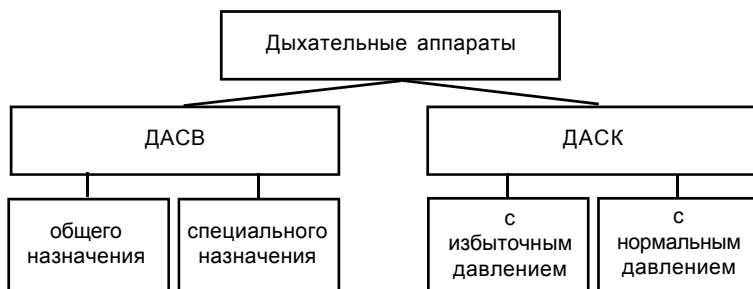 Дыхательные аппараты
ДАСВ
ДАСК
общего
назначения
специального
назначения
с
избыточным
давлением
с
нормальным
давлением